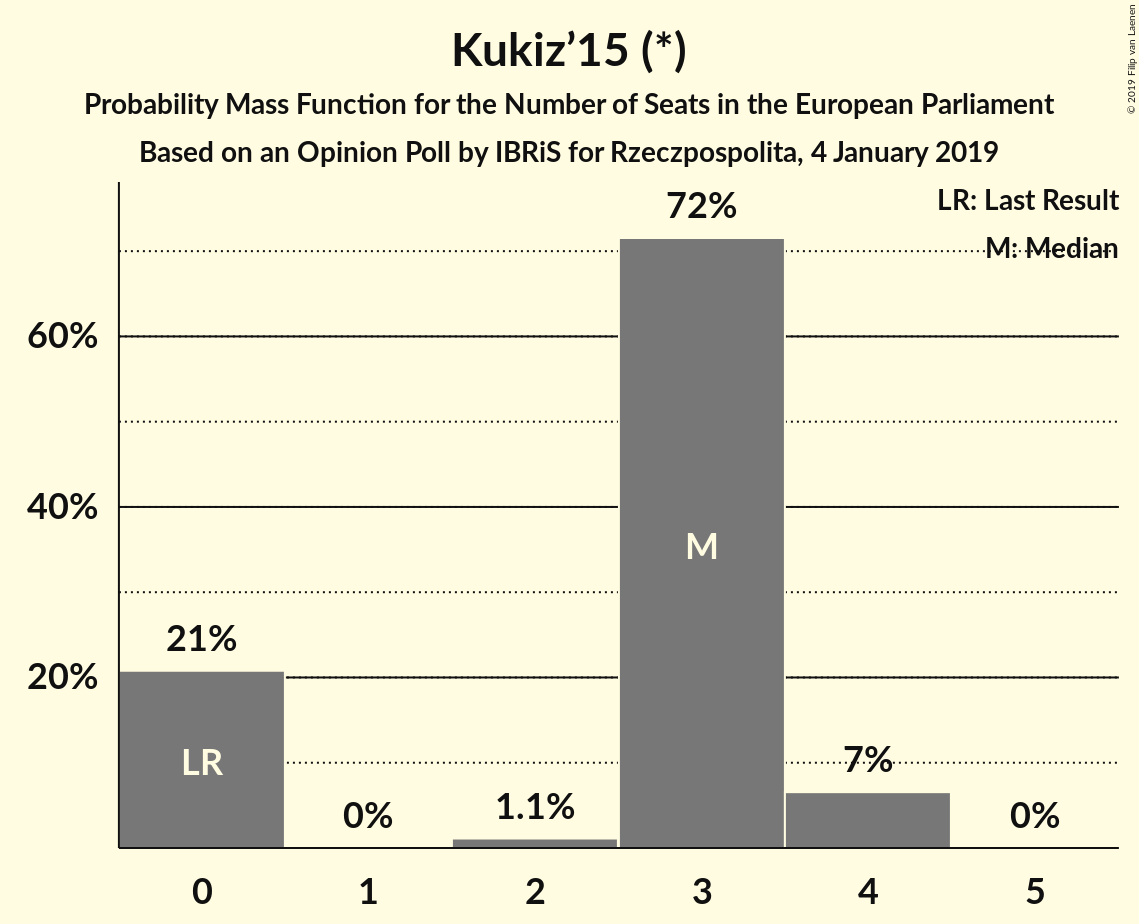 Kukiz’15 (*)
Probability Mass Function for the Number of Seats in the European Parliament
Based on an Opinion Poll by IBRiS for Rzeczpospolita, 4 January 2019
© 2019 Filip van Laenen
LR: Last Result
M: Median
72%
60%
40%
M
21%
20%
LR
7%
1.1%
0%
0%
0 1 2 3 4 5